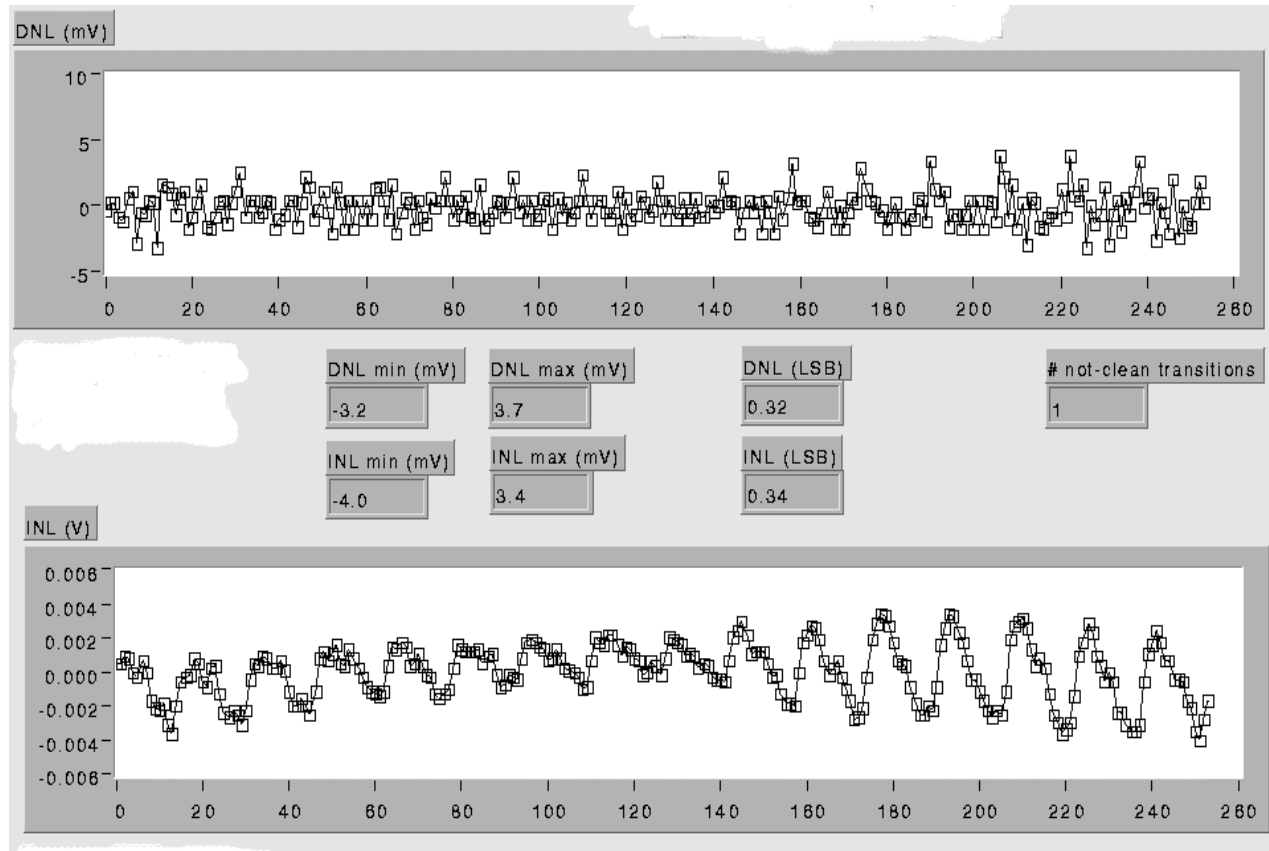 DNL (mV)
10
5
0
-5
0 20 40 60 80 100 120 140 160 180 200 220 240 260
DNL min (mV) DNL max (mV) DNL (LSB) # not-clean transitions
-3.2 3.7 0.32 1
INL min (mV) INL max (mV) INL (LSB)
-4.0 3.4 0.34
INL (V)
0.006
0.004
0.002
0.000
-0.002
-0.004
-0.006
0 20 40 60 80 100 120 140 160 180 200 220 240 260